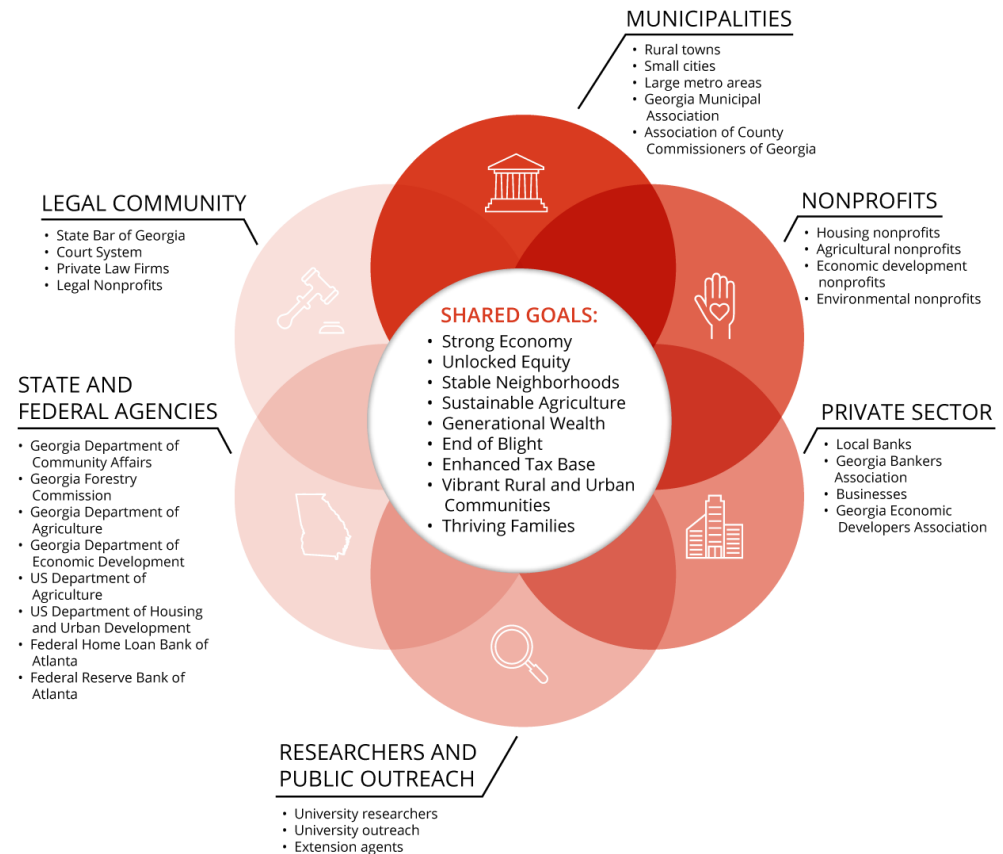 MUNICIPALITIES
• Rural towns
• Small cities
• Large metro areas
• Georgia Municipal
Association
• Association of County
Commissioners of Georgia
NONPROFITS
• Housing nonprofits
• Agricultural nonprofits
• Economic development
nonprofits
• Environmental nonprofits
PRIVATE SECTOR
• Local Banks
• Georgia Bankers
Association
• Businesses
• Georgia Economic
Developers Association
RESEARCHERS AND
PUBLIC OUTREACH
• University researchers
• University outreach
• Extension agents
STATE AND
FEDERAL AGENCIES
• Georgia Department of
Community Affairs
• Georgia Forestry
Commission
• Georgia Department of
Agriculture
• Georgia Department of
Economic Development
• US Department of
Agriculture
• US Department of Housing
and Urban Development
• Federal Home Loan Bank of
Atlanta
• Federal Reserve Bank of
Atlanta
LEGAL COMMUNITY
• State Bar of Georgia
• Court System
• Private Law Firms
• Legal Nonprofits
SHARED GOALS:
• Strong Economy
• Unlocked Equity
• Stable Neighborhoods
• Sustainable Agriculture
• Generational Wealth
• End of Blight
• Enhanced Tax Base
• Vibrant Rural and Urban
Communities
• Thriving Families